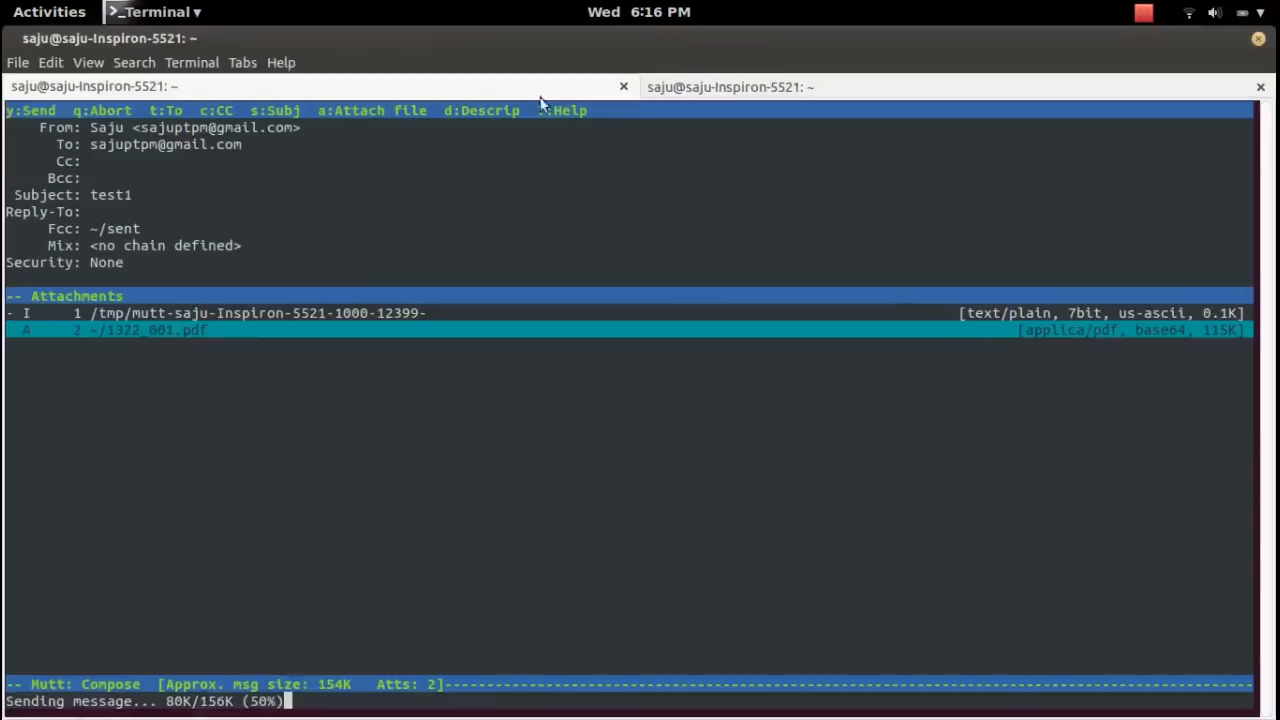 Activities >_Terminal ▾ Wed 6:16 PM
saju@saju-Inspiron-5521: ~
File Edit View Search Terminal Tabs Help
saju@saju-Inspiron-5521: ~ × saju@saju-Inspiron-5521: ~ ×
y:Send q:Abort t:To c:CC s:Subj a:Attach file d:Descrip :Help
From: Saju <sajuptpm@gmail.com>
To: sajuptpm@gmail.com
Cc:
Bcc:
Subject: test1
Reply-To:
Fcc: ~/sent
Mix: <no chain defined>
Security: None
-- Attachments
- I 1 /tmp/mutt-saju-Inspiron-5521-1000-12399- [text/plain, 7bit, us-ascii, 0.1K]
A 2 ~/1322_001.pdf [applica/pdf, base64, 115K]
-- Mutt: Compose [Approx. msg size: 154K Atts: 2]--------------------------------------------------
Sending message... 80K/156K (50%)